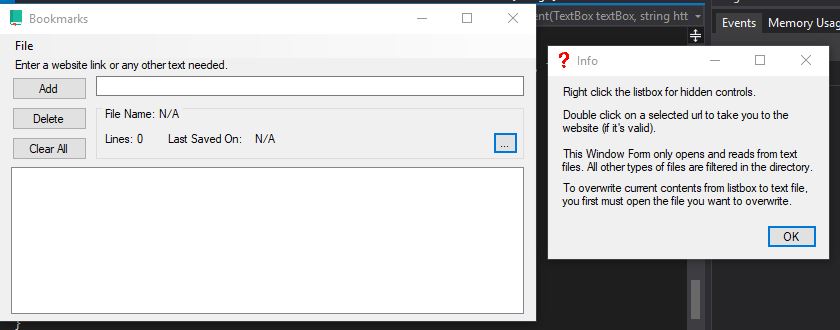 Bookmarks
File
Enter a website link or any other text needed.
Add
Delete
File Name: N/A
Lines: 0 Last Saved On: N/A
...
Clear All
ent(TextBox textBox, string htt
Events Memory Usag
Info
Right click the listbox for hidden controls.
Double click on a selected url to take you to the
website (if it's valid).
This Window Form only opens and reads from text
files. All other types of files are filtered in the directory.
To overwrite current contents from listbox to text file,
you first must open the file you want to overwrite.
OK
}